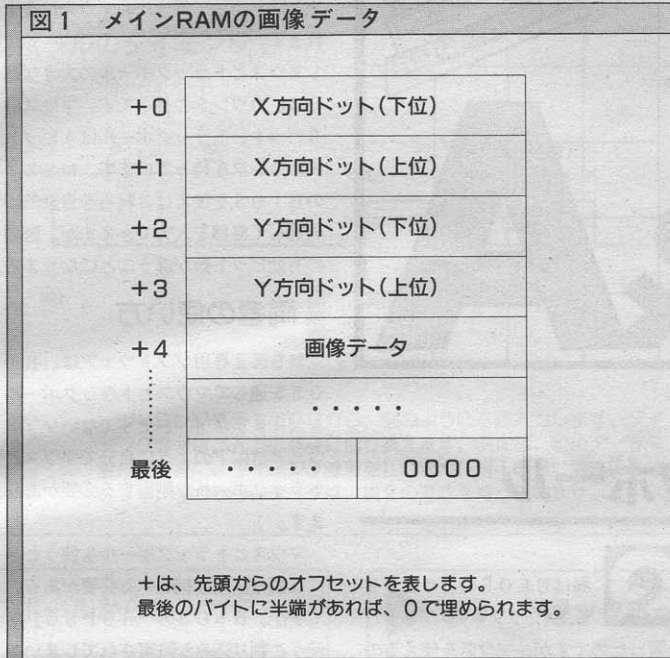 図1 メインRAMの画像データ
+0 X方向ドット(下位)
+1 X方向ドット(上位)
+2 Y方向ドット(下位)
+3 Y方向ドット(上位)
+4 画像データ
・・・・・
最後 ・・・・・ 0000
+は、先頭からのオフセットを表します。
最後のバイトに半端があれば、0で埋められます。